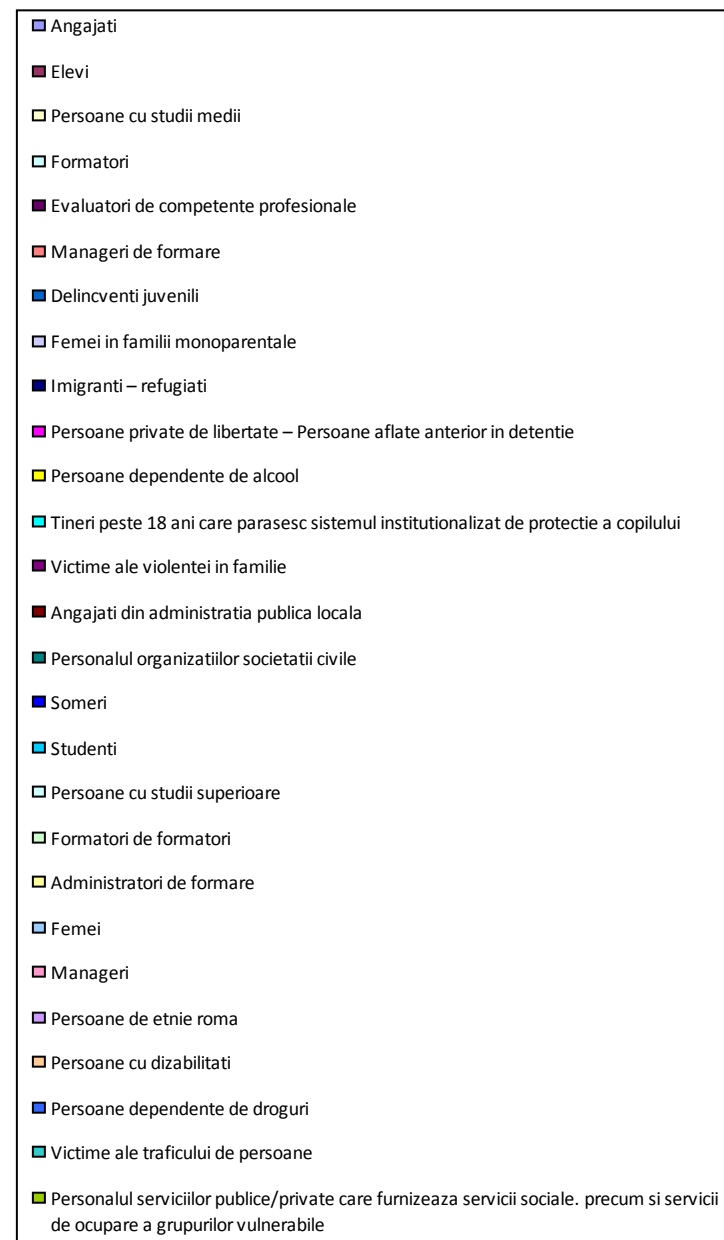 Angajati
Elevi
Persoane cu studii medii
Formatori
Evaluatori de competente profesionale
Manageri de formare
Delincventi juvenili
Femei in familii monoparentale
Imigranti – refugiati
Persoane private de libertate – Persoane aflate anterior in detentie
Persoane dependente de alcool
Tineri peste 18 ani care parasesc sistemul institutionalizat de protectie a copilului
Victime ale violentei in familie
Angajati din administratia publica locala
Personalul organizatiilor societatii civile
Someri
Studenti
Persoane cu studii superioare
Formatori de formatori
Administratori de formare
Femei
Manageri
Persoane de etnie roma
Persoane cu dizabilitati
Persoane dependente de droguri
Victime ale traficului de persoane
Personalul serviciilor publice/private care furnizeaza servicii sociale. precum si servicii
de ocupare a grupurilor vulnerabile